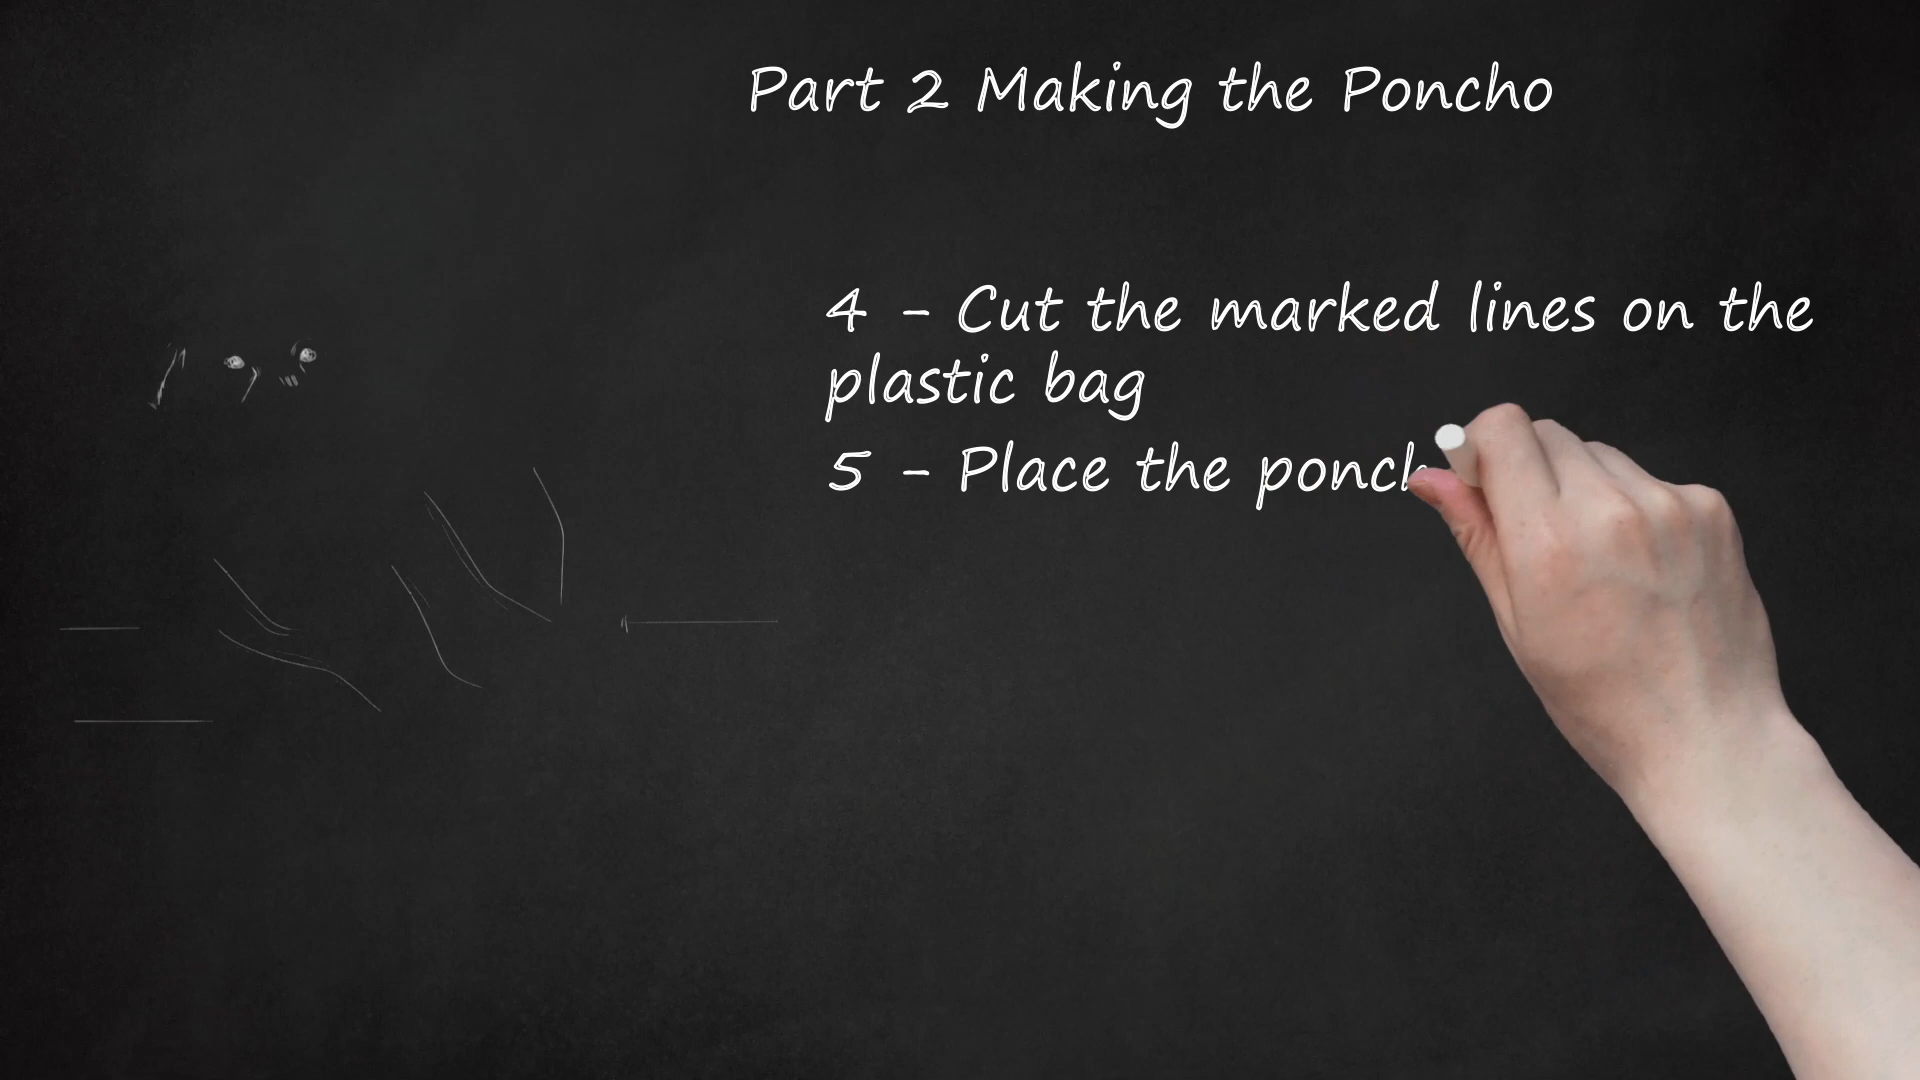 Part 2 Making the Poncho
4 - Cut the marked lines on the
plastic bag
5 - Place the ponch